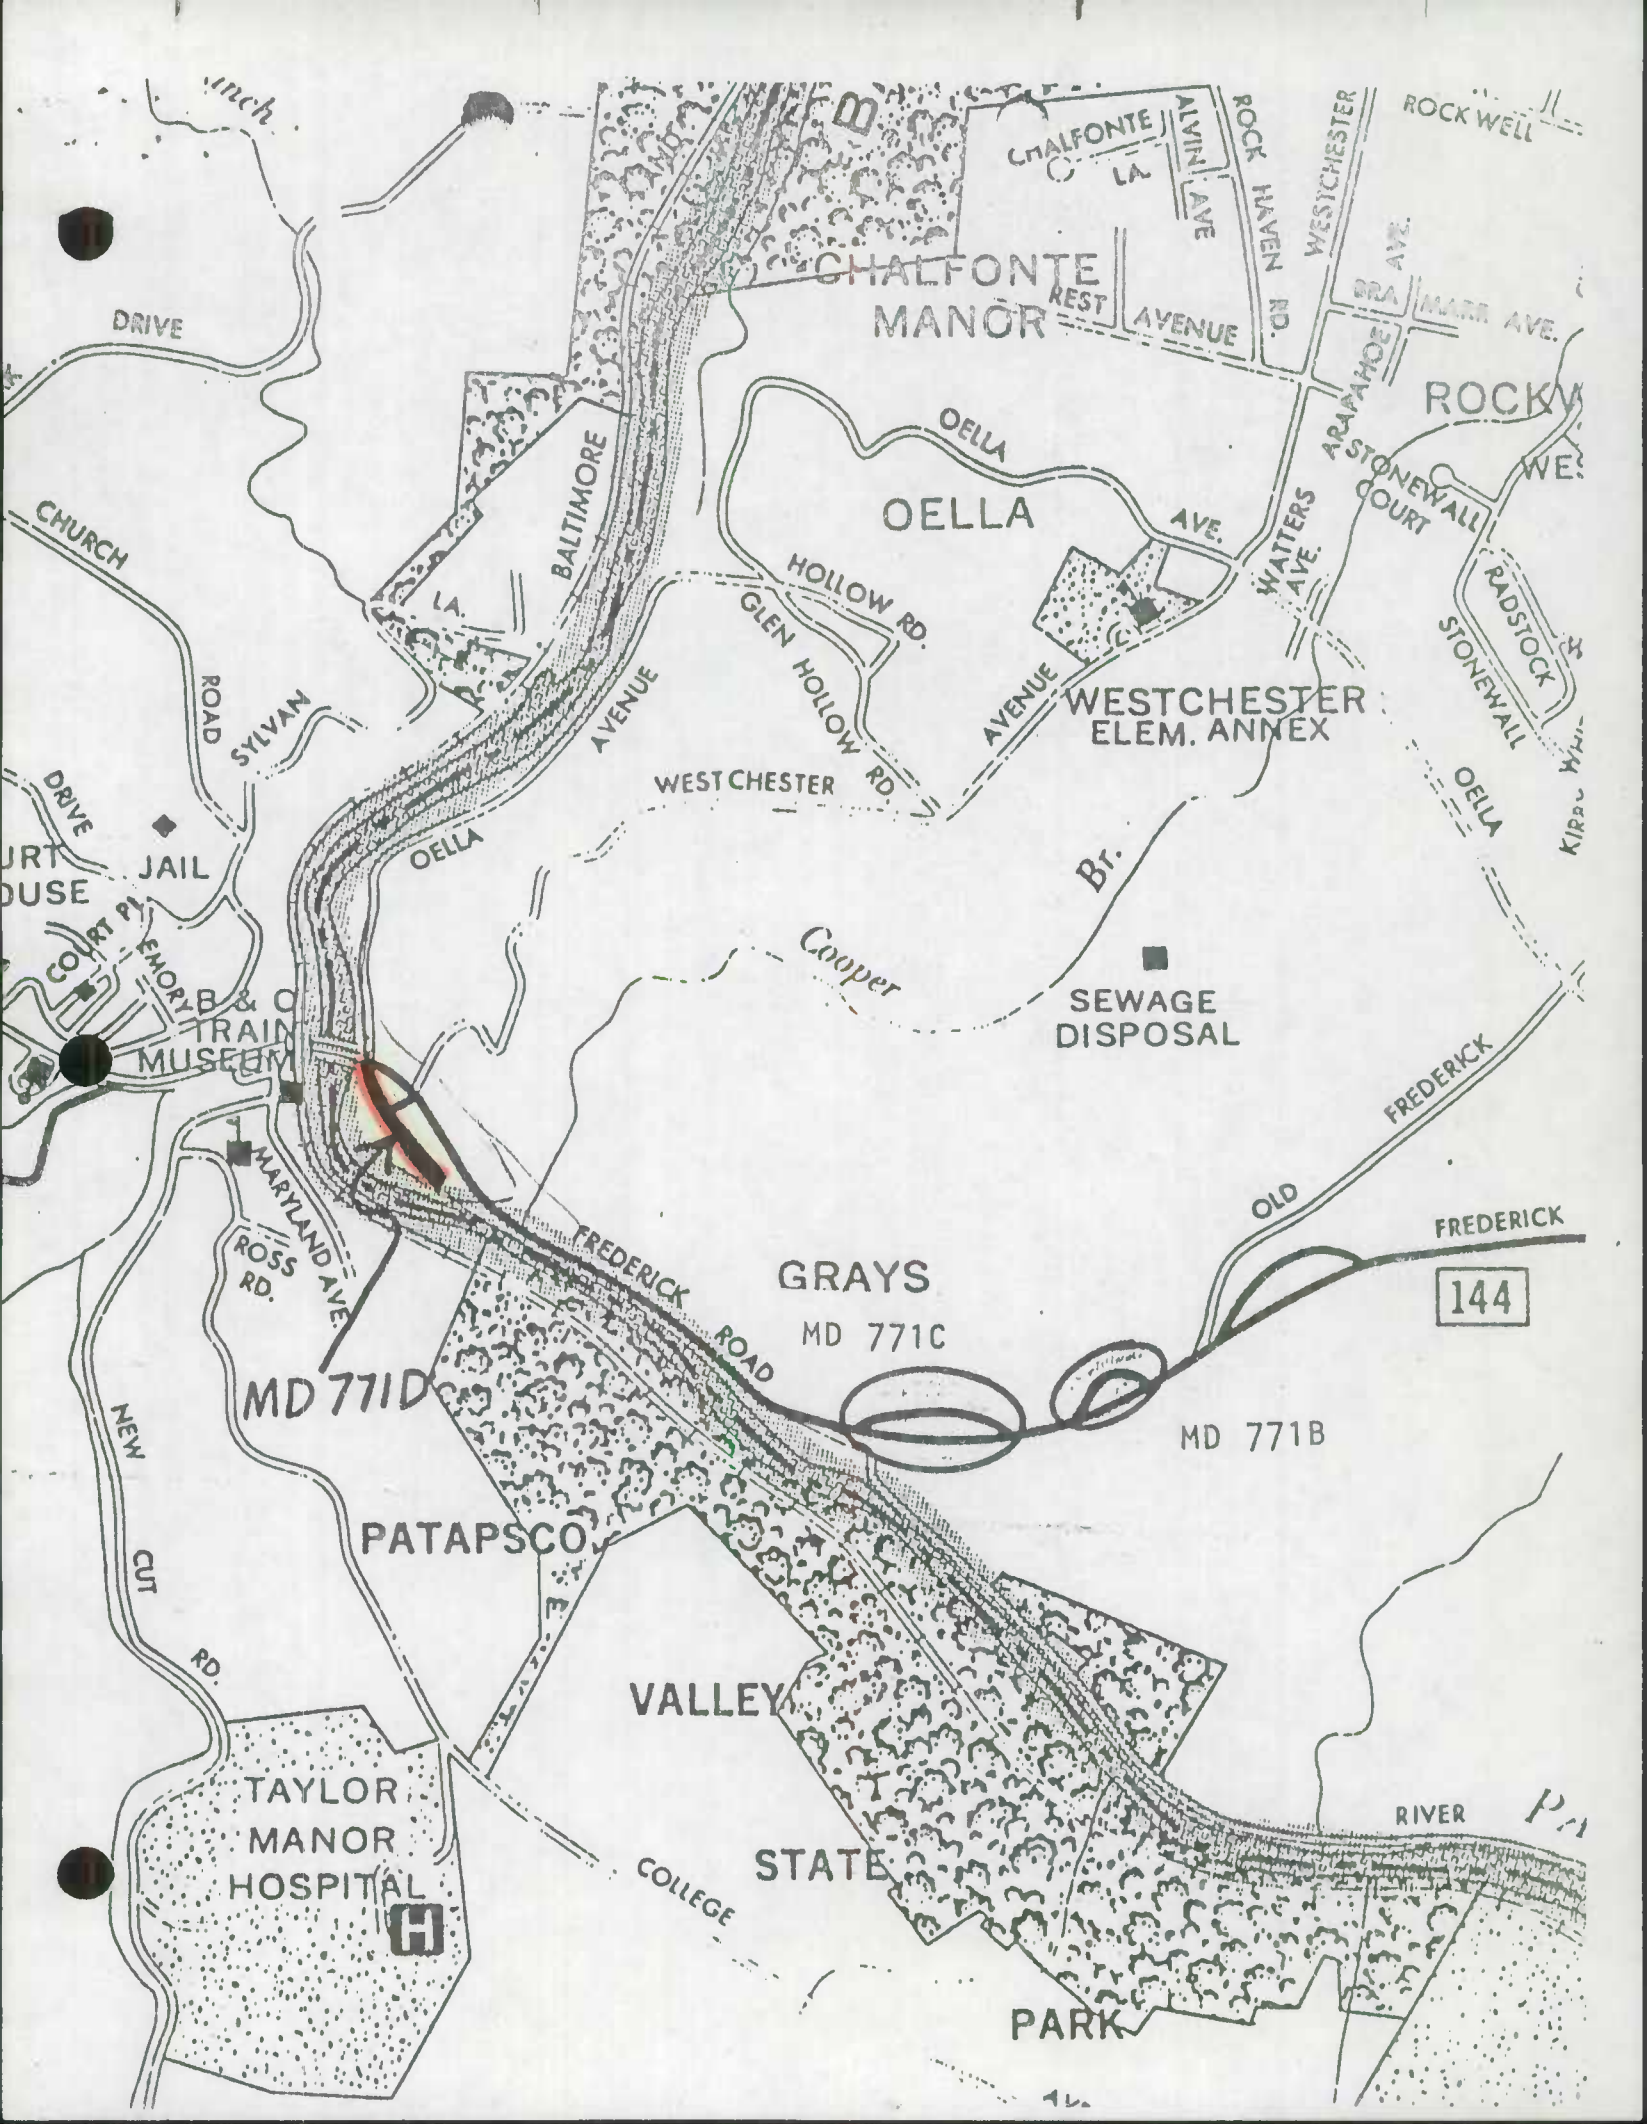 B
CHALFONTE
LA.
ALVIN
AVE
ROCK HAVEN RD.
WESTCHESTER
ROCK WELL
DRIVE
CHALFONTE
MANOR
REST AVENUE
AVE.
BRA MARR AVE.
ARAPAHOE
OELLA
BALTIMORE
OELLA
AVE.
WATTERS
AVE.
STONEWALL
COURT
CHURCH
ROAD
LA.
HOLLOW RD.
GLEN HOLLOW RD.
RADSTOCK
STONEWALL
SYLVAN
AVENUE
AVENUE
WESTCHESTER
ELEM. ANNEX
WESTCHESTER
DRIVE
OELLA
OELLA
JAIL
Br.
COURT PL
EMORY
Cooper
B & O
TRAIN
MUSEUM
SEWAGE
DISPOSAL
FREDERICK
OLD
MARYLAND AVE.
ROSS
RD.
FREDERICK
144
FREDERICK
ROAD
GRAYS
MD 771C
MD 771D
MD 771B
NEW
CUT
RD.
PATAPSCO
VALLEY
STATE
PARK
TAYLOR
MANOR
HOSPITAL
H
COLLEGE
RIVER